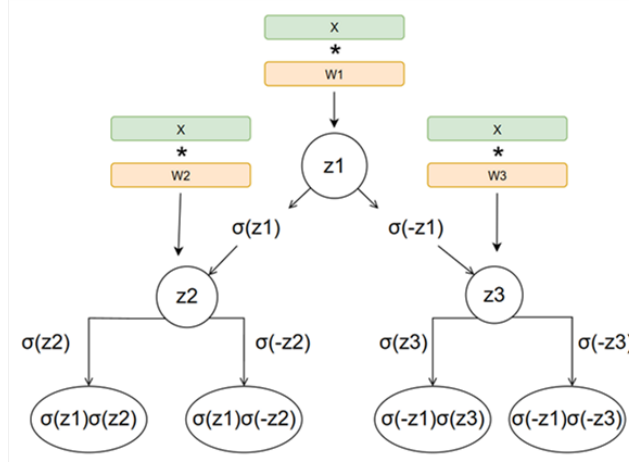 X
*
W1
X
*
W2
z1
X
*
W3
σ(z1)
σ(-z1)
z2
z3
σ(z2)
σ(-z2)
σ(z3)
σ(-z3)
σ(z1)σ(z2)
σ(z1)σ(-z2)
σ(-z1)σ(z3)
σ(-z1)σ(-z3)